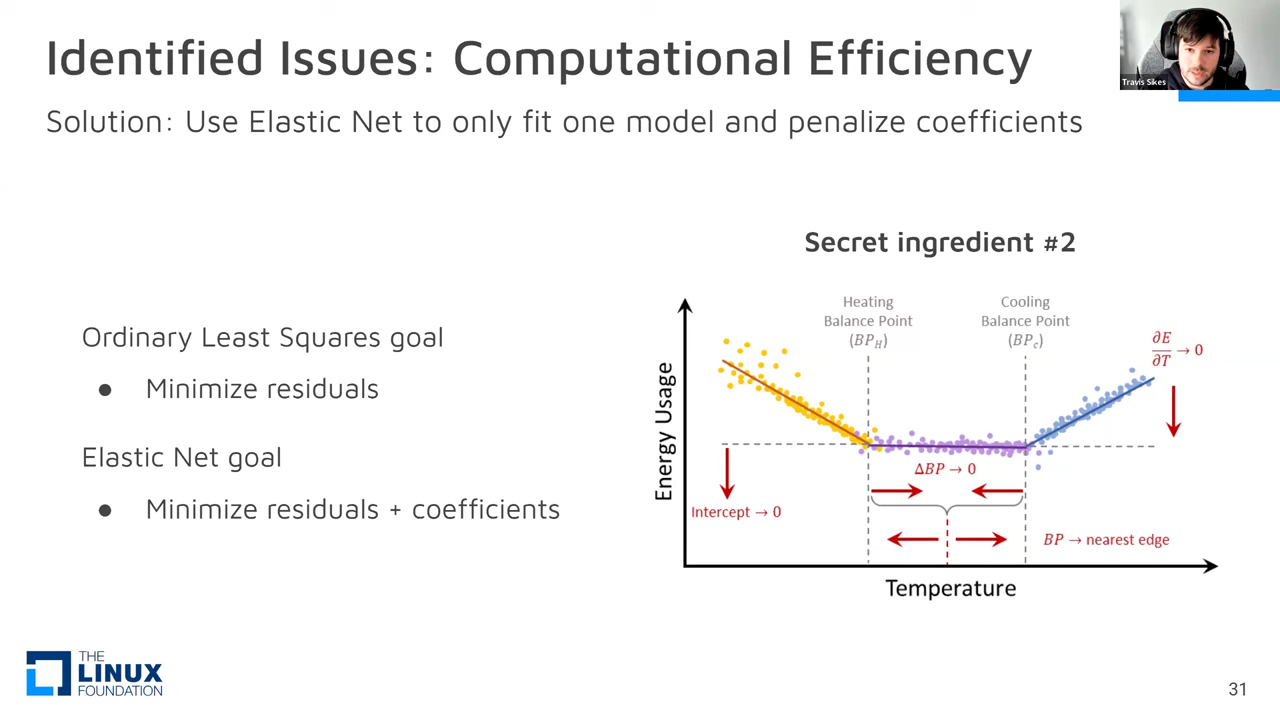 Identified Issues: Computational Efficiency
Travis Sikes
Solution: Use Elastic Net to only fit one model and penalize coefficients
Ordinary Least Squares goal
● Minimize residuals
Elastic Net goal
● Minimize residuals + coefficients
Secret ingredient #2
Heating
Balance Point
(BP_H)
Cooling
Balance Point
(BP_c)
∂E/∂T → 0
Energy Usage
ΔBP → 0
Intercept → 0
BP → nearest edge
Temperature
THE
LINUX
FOUNDATION
31